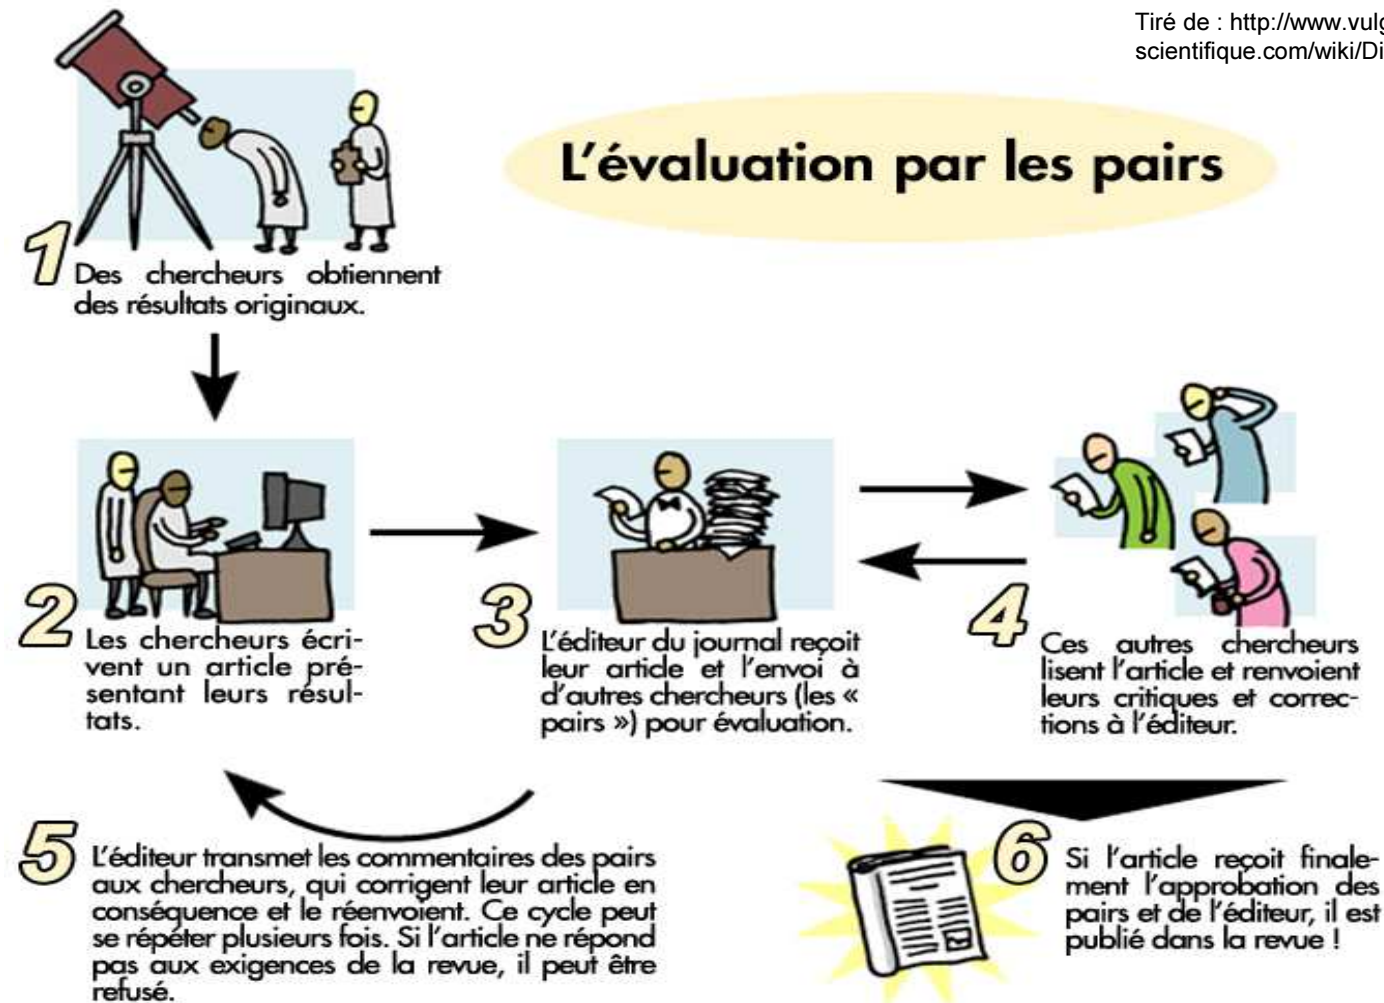 Tiré de : http://www.vulg
scientifique.com/wiki/Di
L'évaluation par les pairs
1
Des chercheurs obtiennent
des résultats originaux.
2
Les chercheurs écri-
vent un article pré-
sentant leurs résul-
tats.
3
L'éditeur du journal reçoit
leur article et l'envoi à
d'autres chercheurs (les «
pairs ») pour évaluation.
4
Ces autres chercheurs
lisent l'article et renvoient
leurs critiques et correc-
tions à l'éditeur.
5
L'éditeur transmet les commentaires des pairs
aux chercheurs, qui corrigent leur article en
conséquence et le réenvoient. Ce cycle peut
se répéter plusieurs fois. Si l'article ne répond
pas aux exigences de la revue, il peut être
refusé.
6
Si l'article reçoit finale-
ment l'approbation des
pairs et de l'éditeur, il est
publié dans la revue !